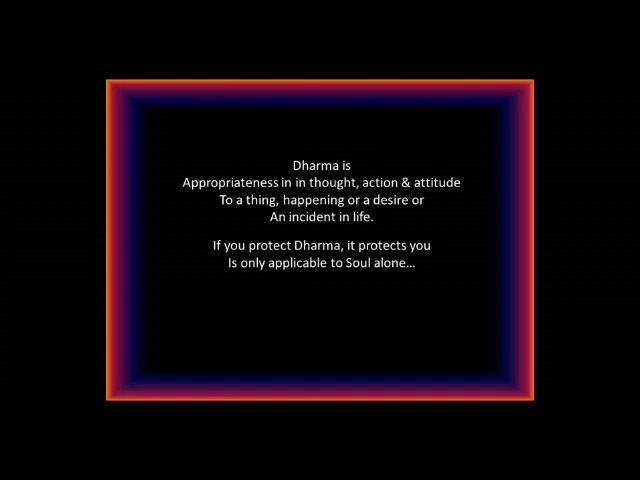 Dharma is
Appropriateness in in thought, action & attitude
To a thing, happening or a desire or
An incident in life.
If you protect Dharma, it protects you
Is only applicable to Soul alone...